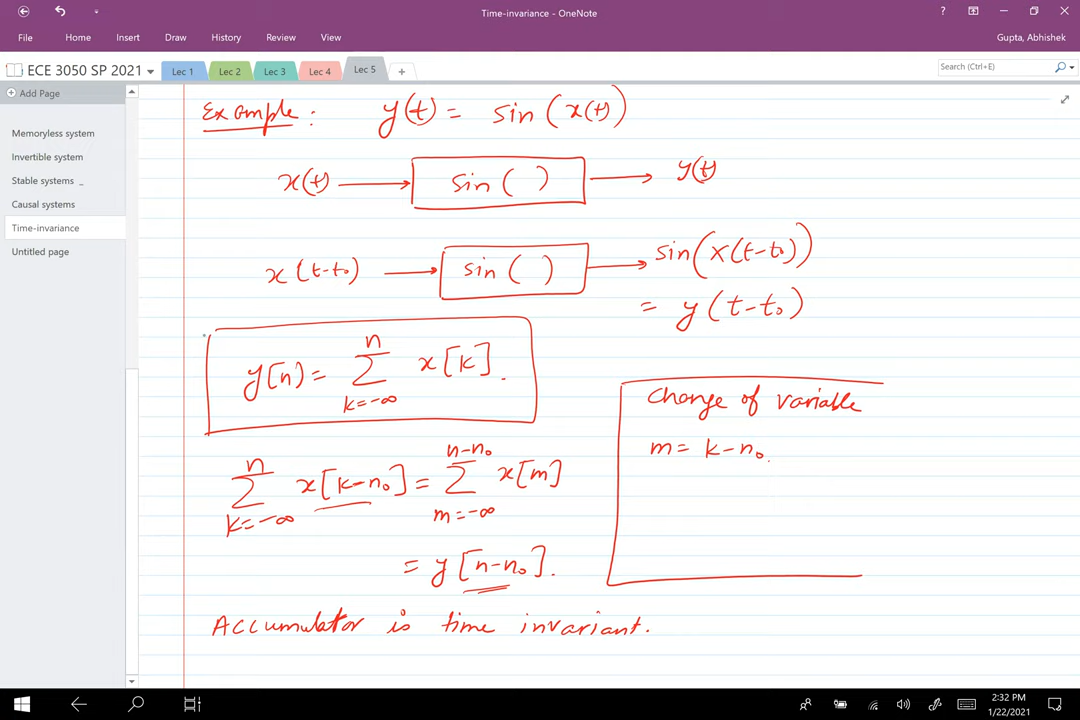 Time-invariance - OneNote
?
File
Home
Insert
Draw
History
Review
View
Gupta, Abhishek
ECE 3050 SP 2021
Lec 1
Lec 2
Lec 3
Lec 4
Lec 5
+
Search (Ctrl+E)
Add Page
Memoryless system
Invertible system
Stable systems _
Causal systems
Time-invariance
Untitled page
Example : y(t) = sin (x(t))
x(t) → sin ( ) → y(t)
x(t-t₀) → sin ( ) → sin(x(t-t₀))
= y(t-t₀)
y[n] = ∑_{k=-∞}^{n} x[k].
∑_{k=-∞}^{n} x[k-n₀] = ∑_{m=-∞}^{n-n₀} x[m]
= y[n-n₀].
Change of variable
m = k-n₀.
Accumulator is time invariant.
2:32 PM
1/22/2021